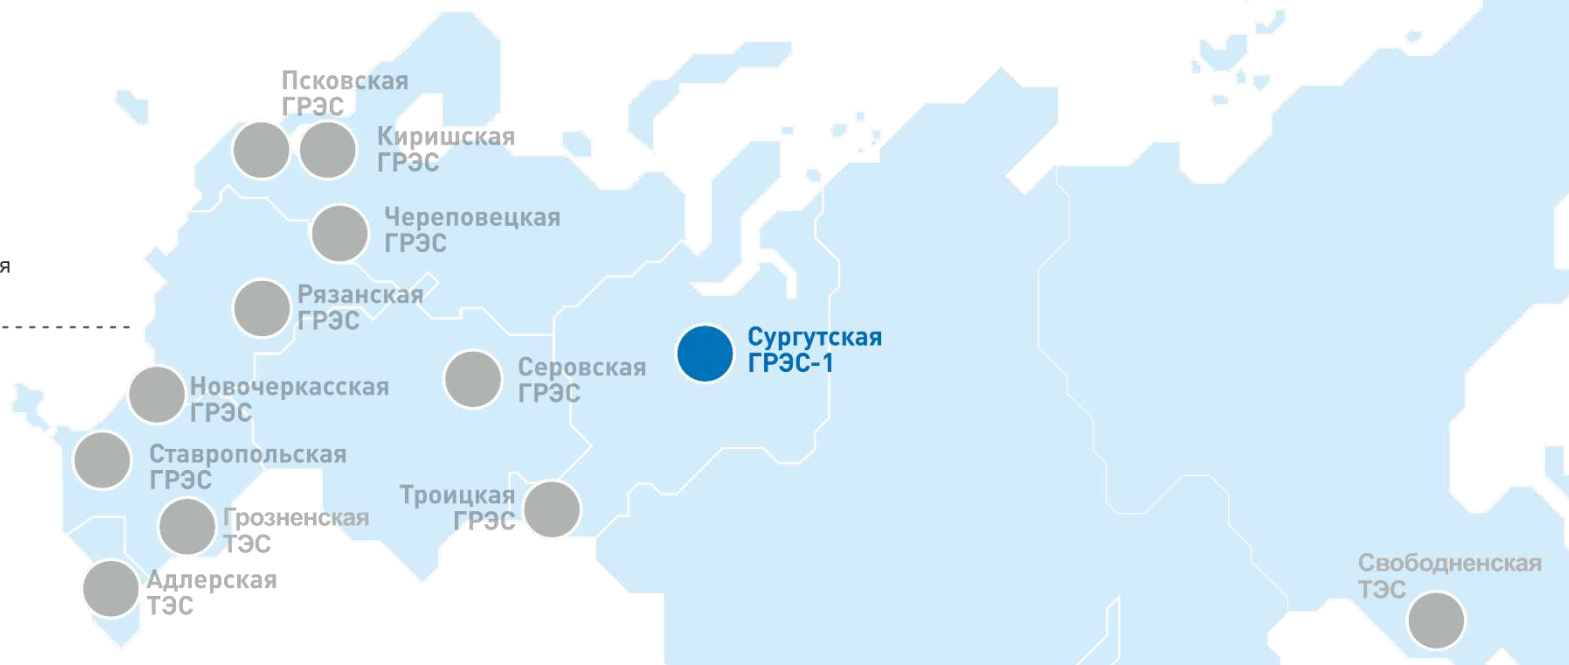 Псковская
ГРЭС
Киришская
ГРЭС
Череповецкая
ГРЭС
я
Рязанская
ГРЭС
Сургутская
ГРЭС-1
Серовская
ГРЭС
Новочеркасская
ГРЭС
Ставропольская
ГРЭС
Троицкая
ГРЭС
Грозненская
ТЭС
Адлерская
ТЭС
Свободненская
ТЭС